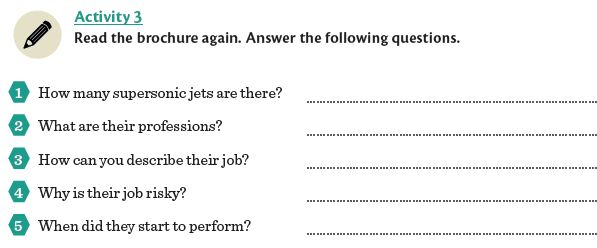 Activity 3
Read the brochure again. Answer the following questions.
1 How many supersonic jets are there? ........................................
2 What are their professions? ........................................
3 How can you describe their job? ........................................
4 Why is their job risky? ........................................
5 When did they start to perform? ........................................